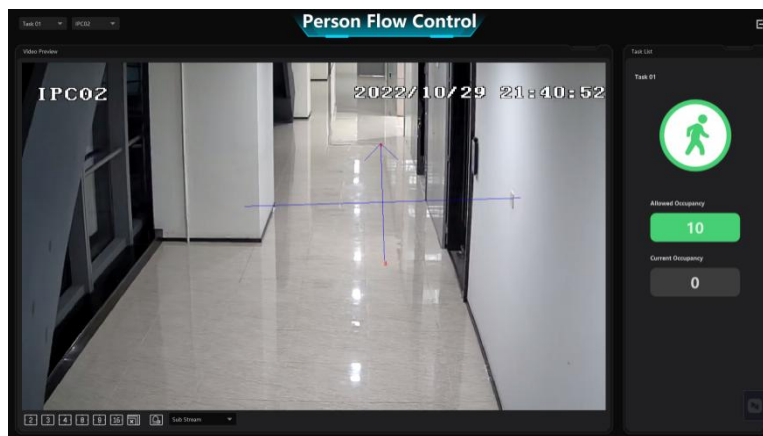 Person Flow Control
Task 01
IPC02
Video Preview
Task List
IPC02
2022/10/29 21:40:52
Task 01
Allowed Occupancy
10
Current Occupancy
0
2 3 4 8 9 16
Sub Stream